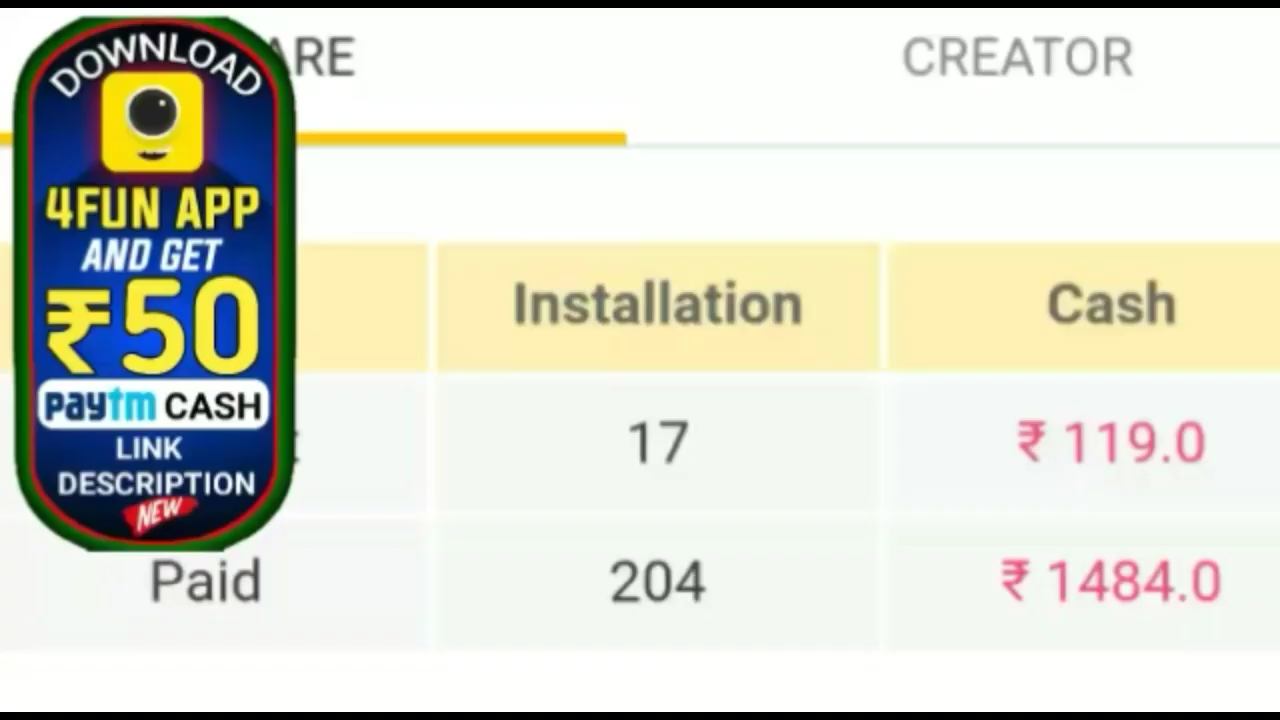 DOWNLOAD
4FUN APP
AND GET
₹50
paytm CASH
LINK
DESCRIPTION
NEW
CREATOR
Installation Cash
17 ₹ 119.0
Paid 204 ₹ 1484.0